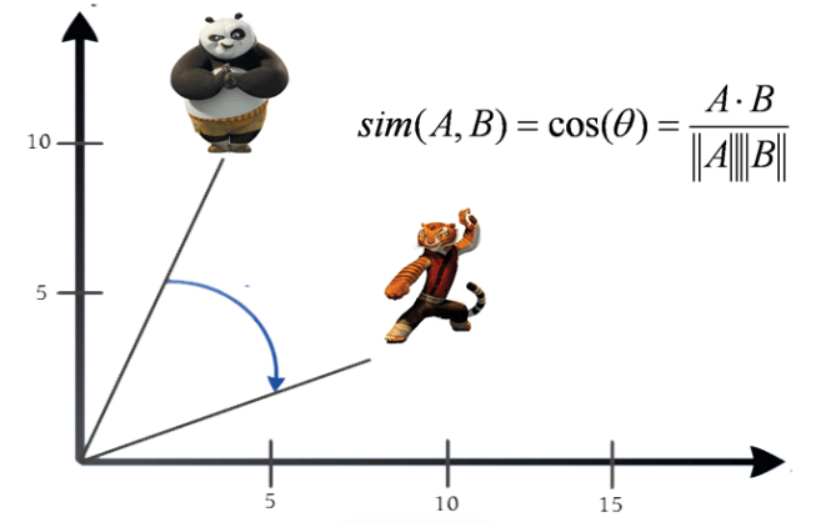 10
sim(A, B) = cos(θ) = A · B / ‖A‖‖B‖
5
5 10 15